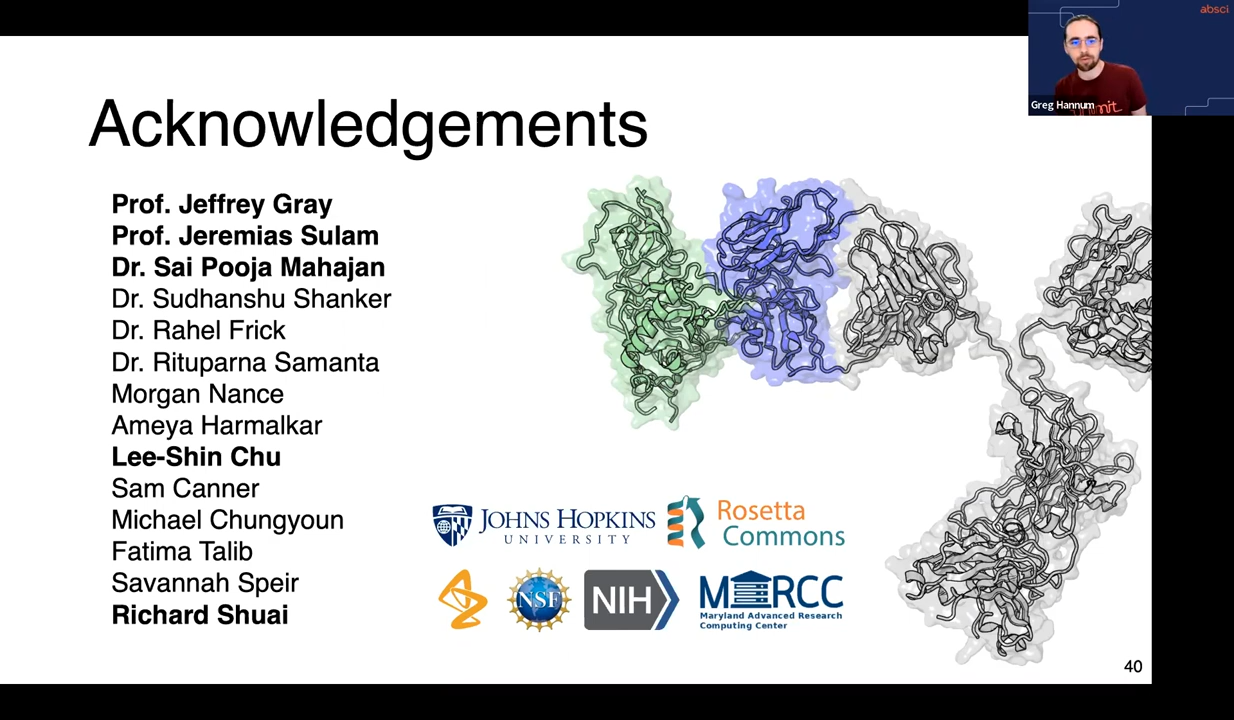 absci
Greg Hannum
Acknowledgements
Prof. Jeffrey Gray
Prof. Jeremias Sulam
Dr. Sai Pooja Mahajan
Dr. Sudhanshu Shanker
Dr. Rahel Frick
Dr. Rituparna Samanta
Morgan Nance
Ameya Harmalkar
Lee-Shin Chu
Sam Canner
Michael Chungyoun
Fatima Talib
Savannah Speir
Richard Shuai
JOHNS HOPKINS
UNIVERSITY
Rosetta
Commons
NSF
NIH
MARCC
Maryland Advanced Research
Computing Center
40